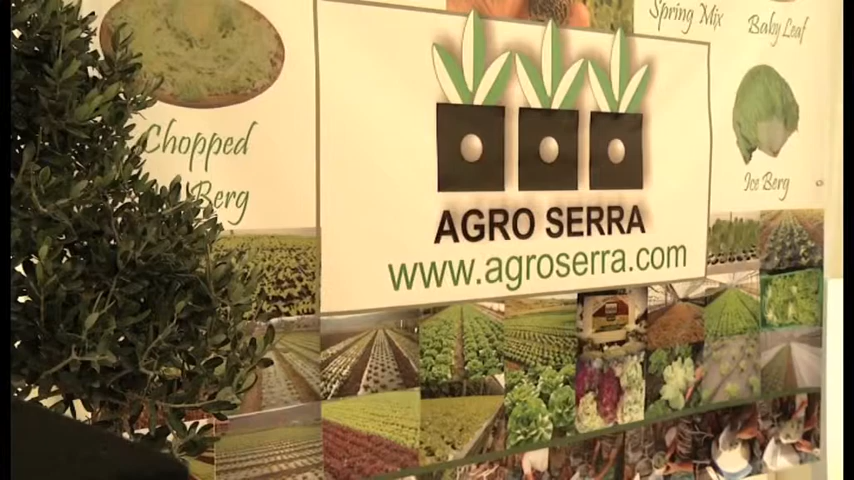 Spring Mix
Baby Leaf
Chopped
Berg
Ice Berg
AGRO SERRA
www.agroserra.com